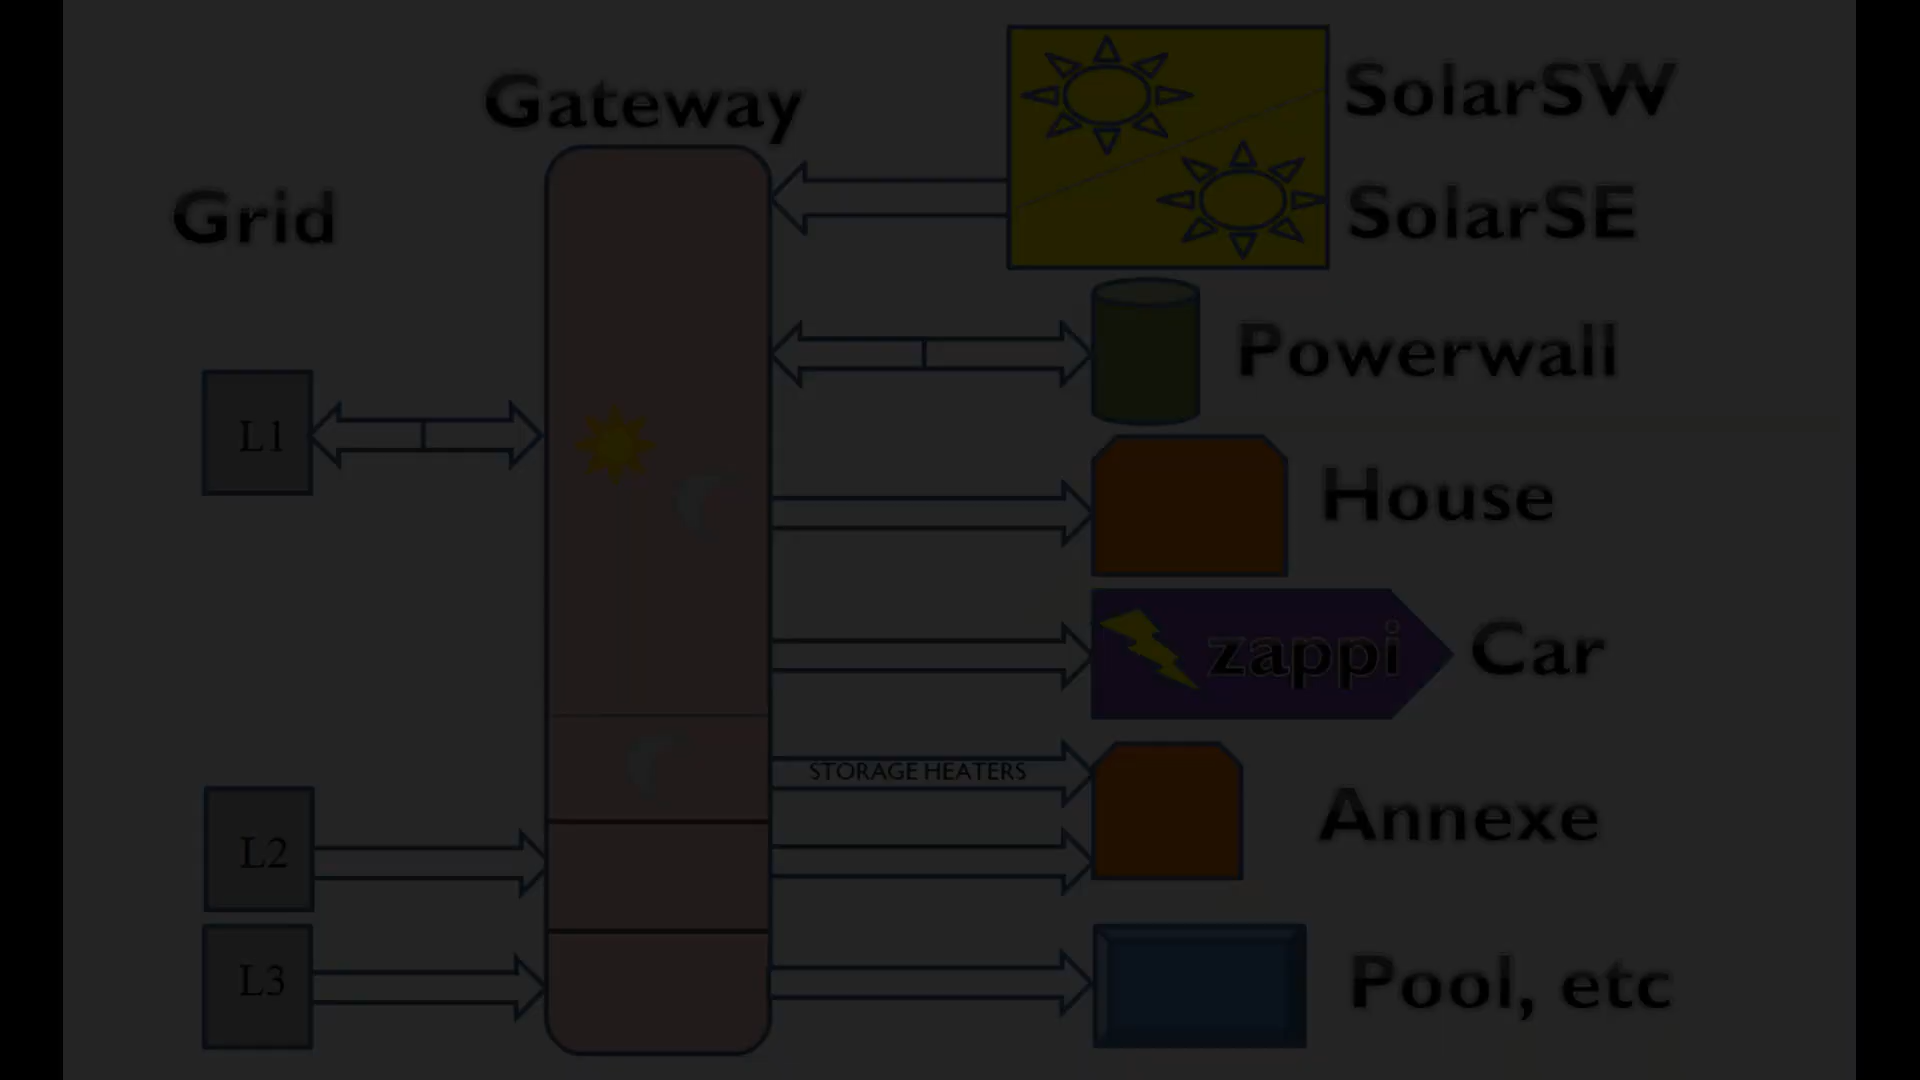 Gateway
Grid
SolarSW
SolarSE
Powerwall
L1
House
zappi
Car
STORAGE HEATERS
Annexe
L2
L3
Pool, etc